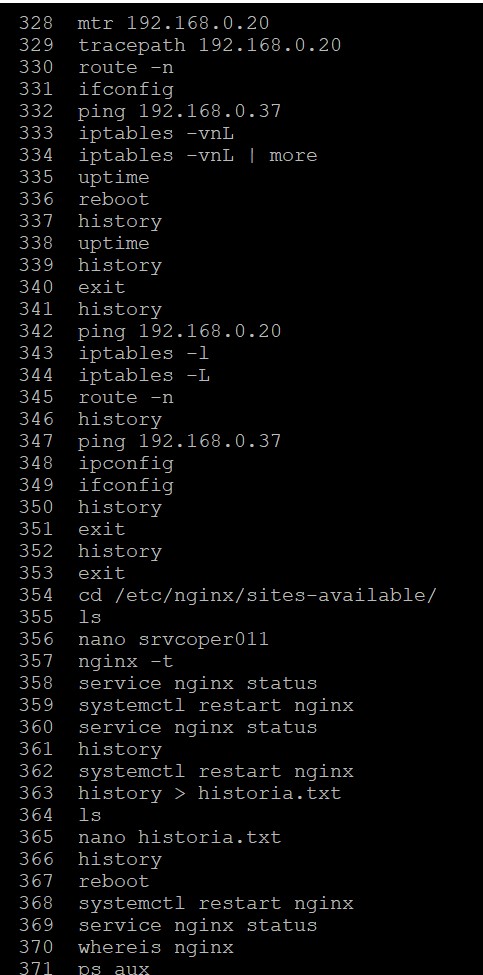 328 mtr 192.168.0.20
329 tracepath 192.168.0.20
330 route -n
331 ifconfig
332 ping 192.168.0.37
333 iptables -vnL
334 iptables -vnL | more
335 uptime
336 reboot
337 history
338 uptime
339 history
340 exit
341 history
342 ping 192.168.0.20
343 iptables -l
344 iptables -L
345 route -n
346 history
347 ping 192.168.0.37
348 ipconfig
349 ifconfig
350 history
351 exit
352 history
353 exit
354 cd /etc/nginx/sites-available/
355 ls
356 nano srvcoper011
357 nginx -t
358 service nginx status
359 systemctl restart nginx
360 service nginx status
361 history
362 systemctl restart nginx
363 history > historia.txt
364 ls
365 nano historia.txt
366 history
367 reboot
368 systemctl restart nginx
369 service nginx status
370 whereis nginx
371 ps aux